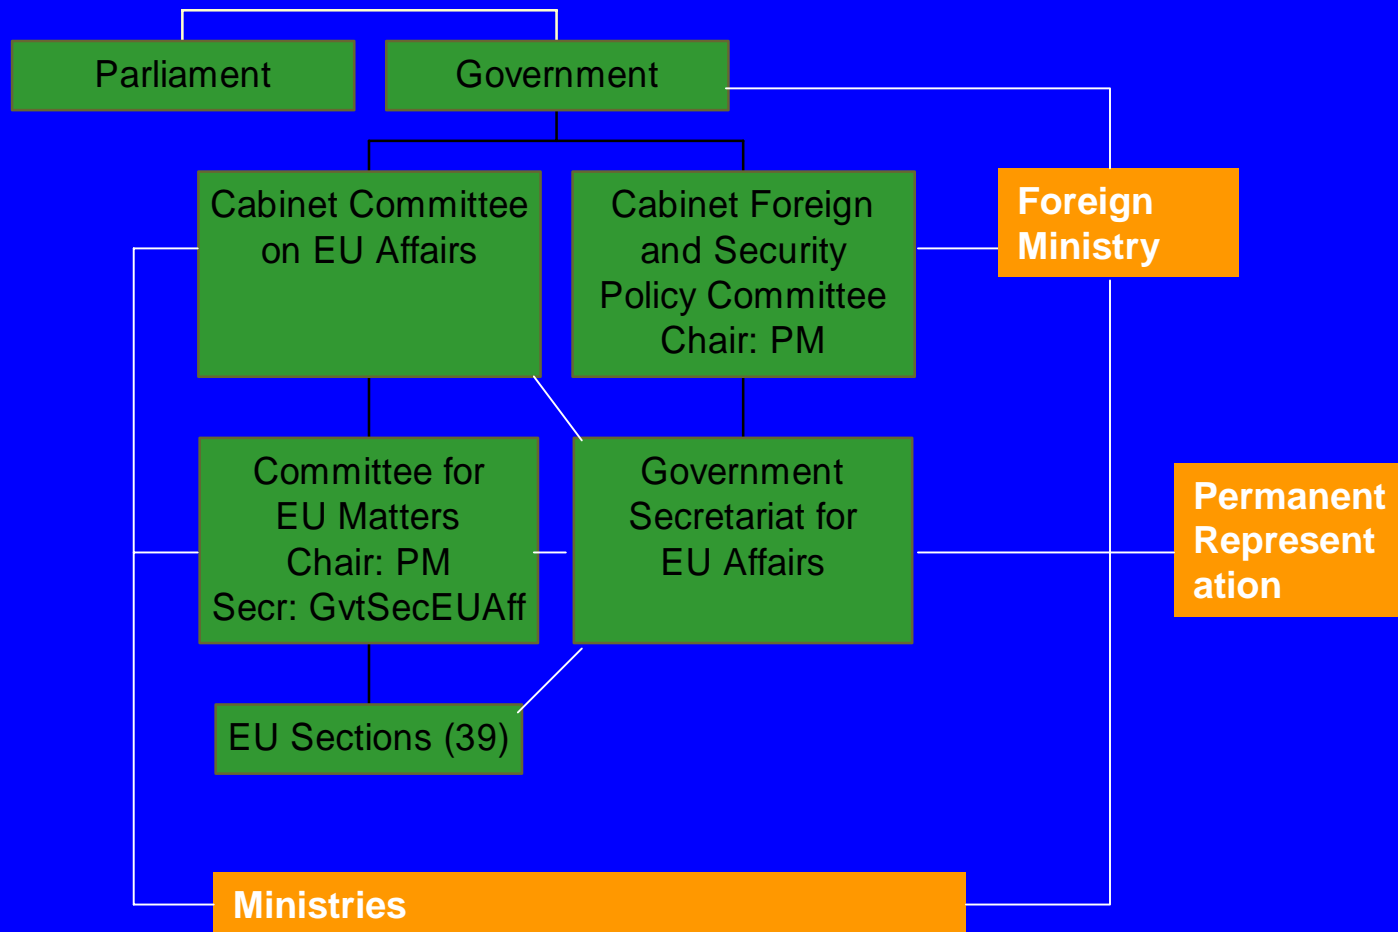 Parliament
Government
Cabinet Committee
on EU Affairs
Cabinet Foreign
and Security
Policy Committee
Chair: PM
Foreign
Ministry
Committee for
EU Matters
Chair: PM
Secr: GvtSecEUAff
Government
Secretariat for
EU Affairs
Permanent
Represent
ation
EU Sections (39)
Ministries